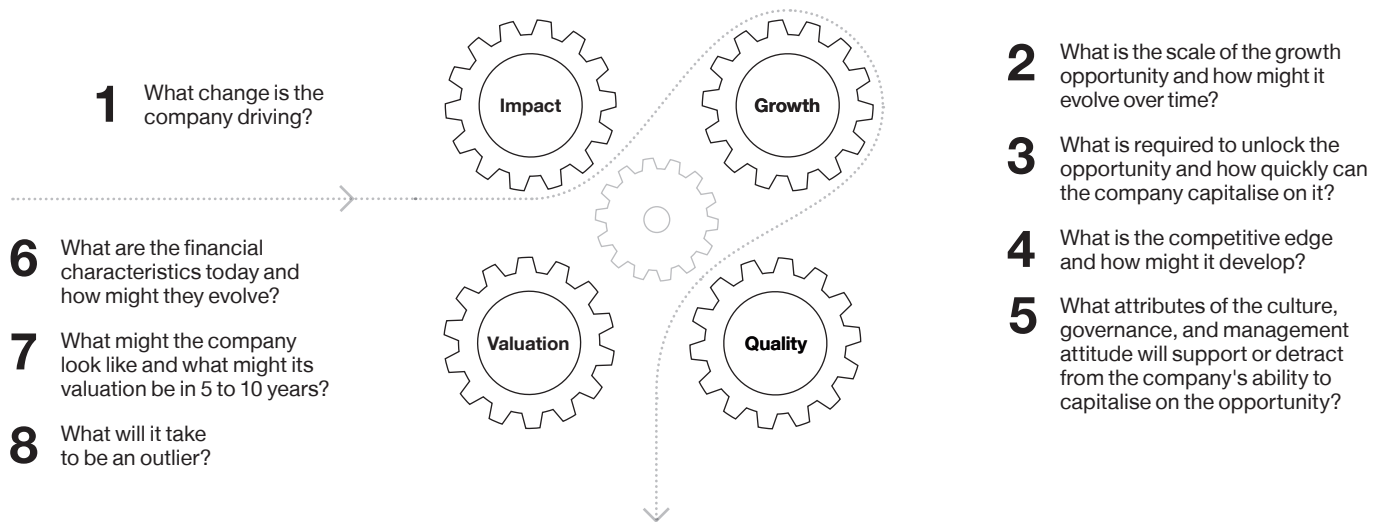 1
What change is the
company driving?
Impact
Growth
2
What is the scale of the growth
opportunity and how might it
evolve over time?
3
What is required to unlock the
opportunity and how quickly can
the company capitalise on it?
4
What is the competitive edge
and how might it develop?
5
What attributes of the culture,
governance, and management
attitude will support or detract
from the company's ability to
capitalise on the opportunity?
Valuation
Quality
6
What are the financial
characteristics today and
how might they evolve?
7
What might the company
look like and what might its
valuation be in 5 to 10 years?
8
What will it take
to be an outlier?